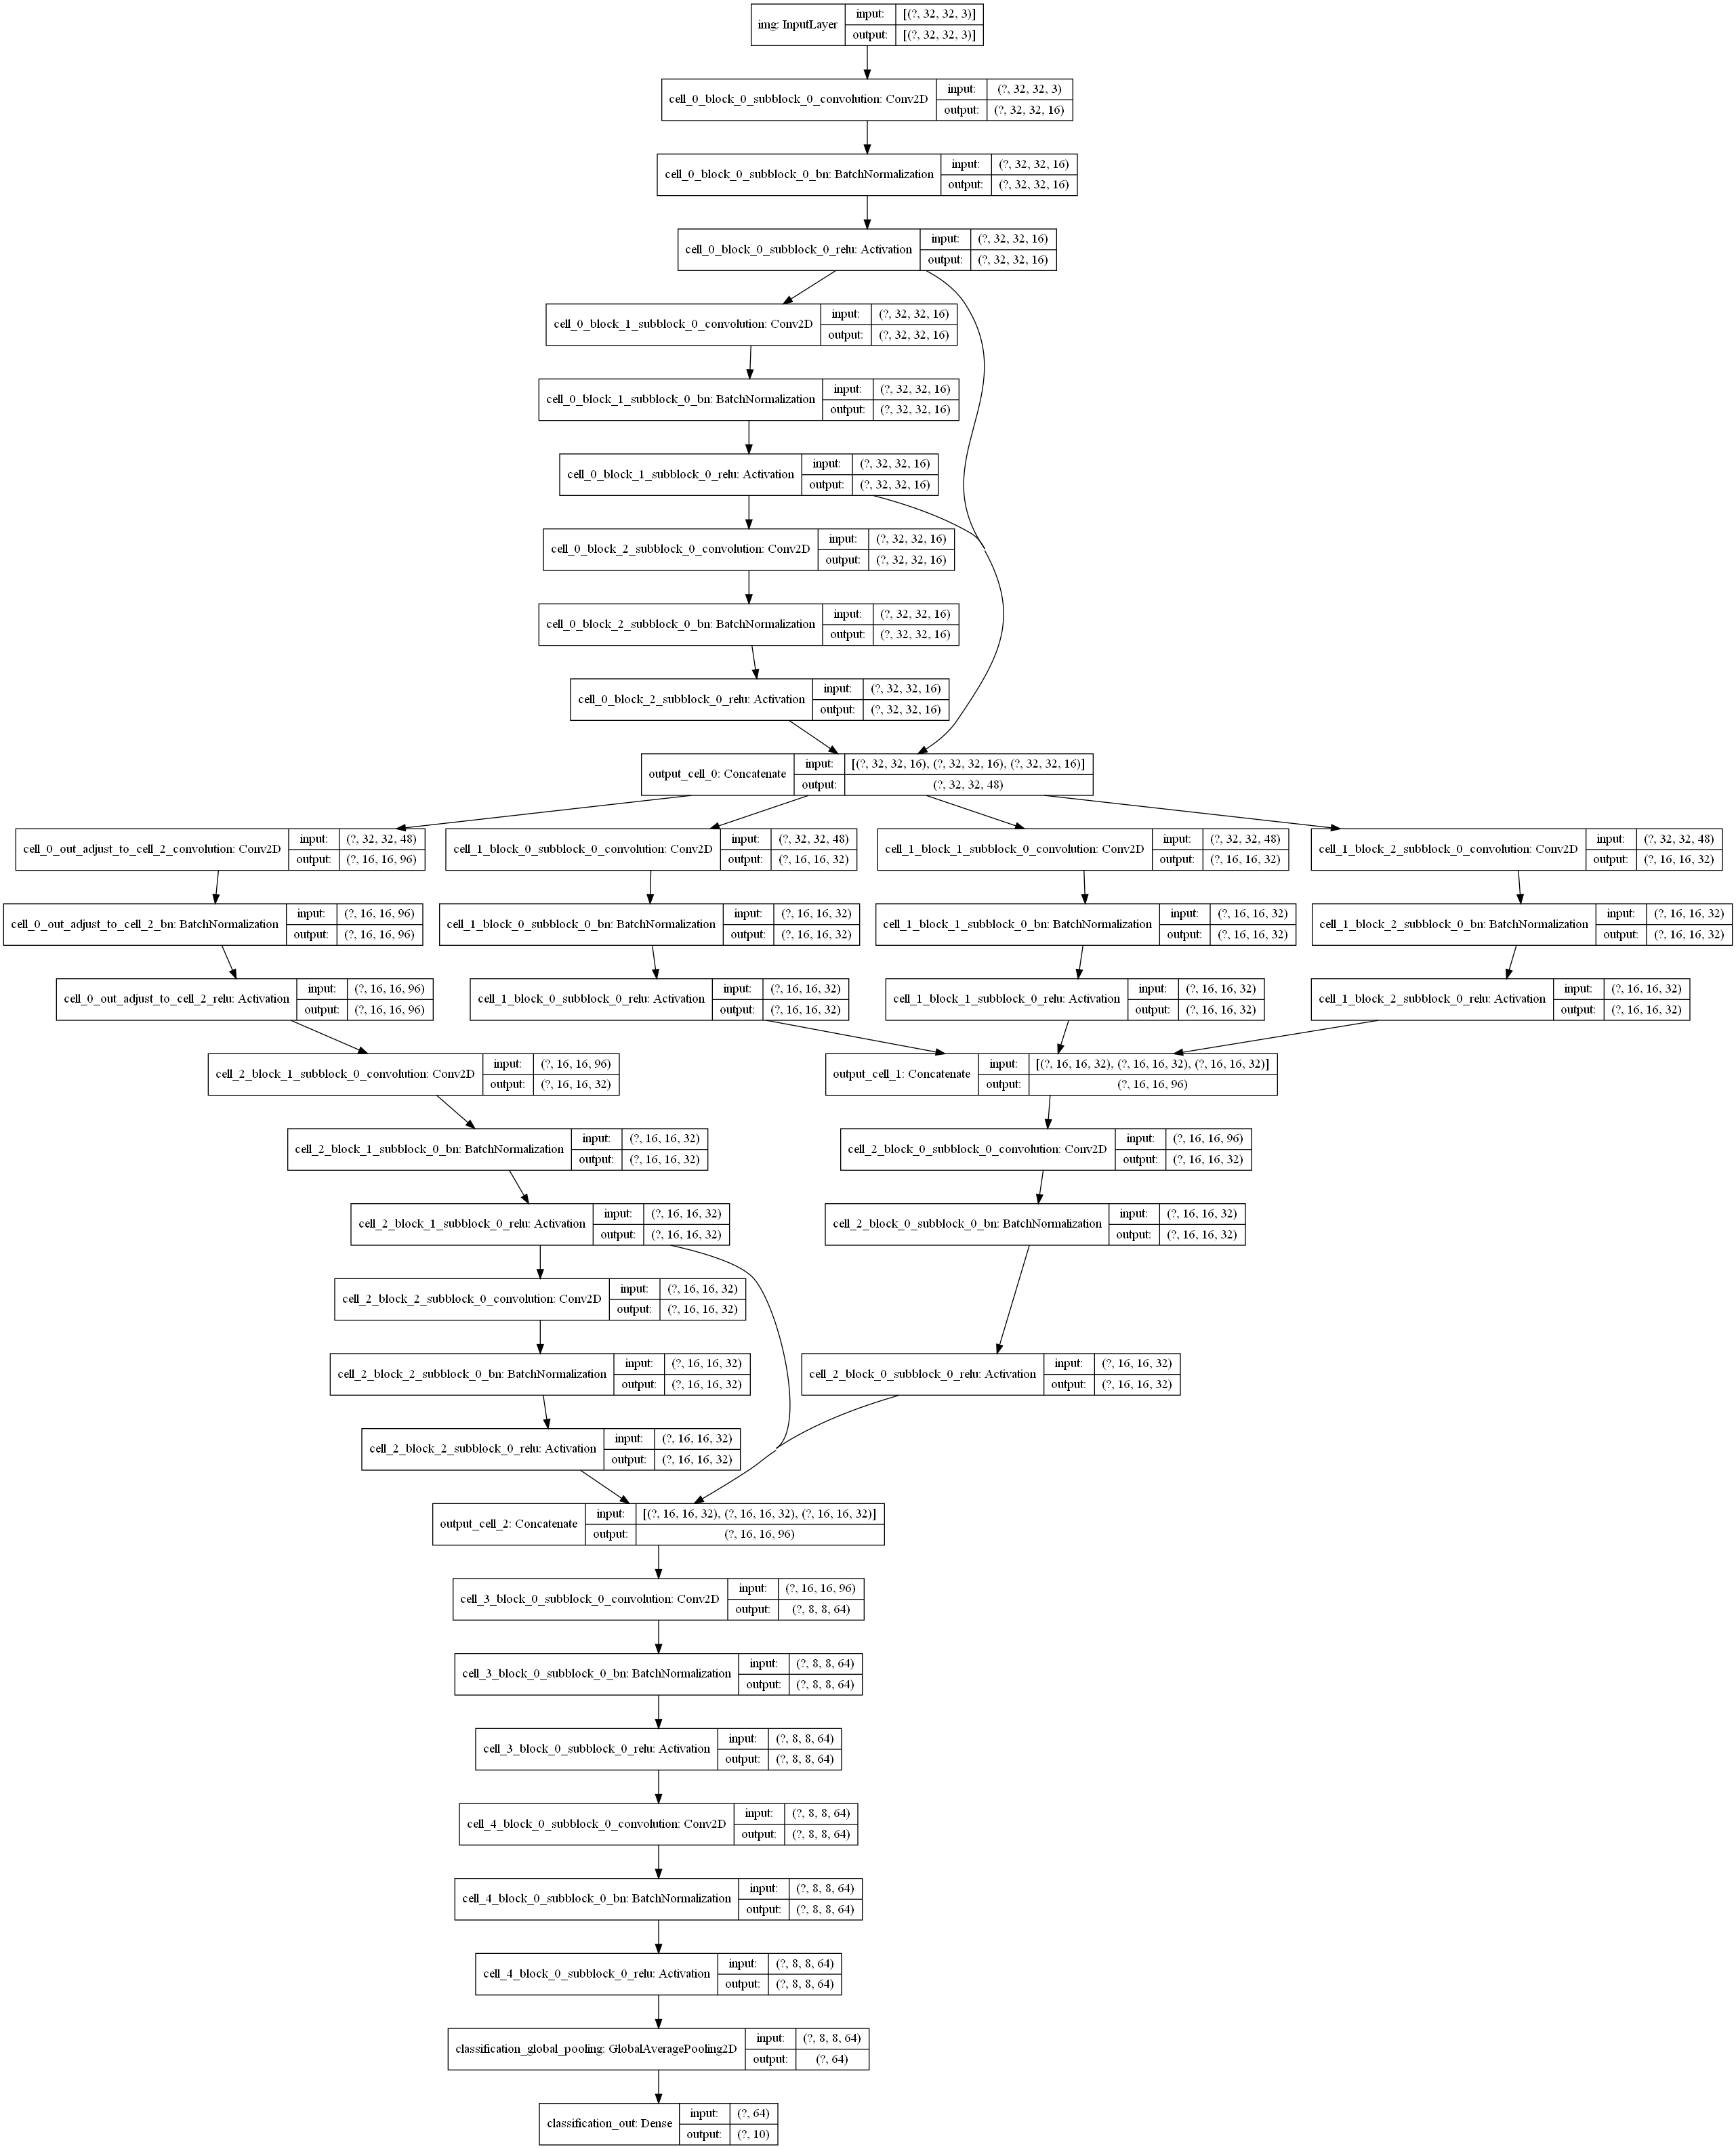 img: InputLayer
input: [(?, 32, 32, 3)]
output: [(?, 32, 32, 3)]
cell_0_block_0_subblock_0_convolution: Conv2D
input: (?, 32, 32, 3)
output: (?, 32, 32, 16)
cell_0_block_0_subblock_0_bn: BatchNormalization
input: (?, 32, 32, 16)
output: (?, 32, 32, 16)
cell_0_block_0_subblock_0_relu: Activation
input: (?, 32, 32, 16)
output: (?, 32, 32, 16)
cell_0_block_1_subblock_0_convolution: Conv2D
input: (?, 32, 32, 16)
output: (?, 32, 32, 16)
cell_0_block_1_subblock_0_bn: BatchNormalization
input: (?, 32, 32, 16)
output: (?, 32, 32, 16)
cell_0_block_1_subblock_0_relu: Activation
input: (?, 32, 32, 16)
output: (?, 32, 32, 16)
cell_0_block_2_subblock_0_convolution: Conv2D
input: (?, 32, 32, 16)
output: (?, 32, 32, 16)
cell_0_block_2_subblock_0_bn: BatchNormalization
input: (?, 32, 32, 16)
output: (?, 32, 32, 16)
cell_0_block_2_subblock_0_relu: Activation
input: (?, 32, 32, 16)
output: (?, 32, 32, 16)
output_cell_0: Concatenate
input: [(?, 32, 32, 16), (?, 32, 32, 16), (?, 32, 32, 16)]
output: (?, 32, 32, 48)
cell_0_out_adjust_to_cell_2_convolution: Conv2D
input: (?, 32, 32, 48)
output: (?, 16, 16, 96)
cell_1_block_0_subblock_0_convolution: Conv2D
input: (?, 32, 32, 48)
output: (?, 16, 16, 32)
cell_1_block_1_subblock_0_convolution: Conv2D
input: (?, 32, 32, 48)
output: (?, 16, 16, 32)
cell_1_block_2_subblock_0_convolution: Conv2D
input: (?, 32, 32, 48)
output: (?, 16, 16, 32)
cell_0_out_adjust_to_cell_2_bn: BatchNormalization
input: (?, 16, 16, 96)
output: (?, 16, 16, 96)
cell_1_block_0_subblock_0_bn: BatchNormalization
input: (?, 16, 16, 32)
output: (?, 16, 16, 32)
cell_1_block_1_subblock_0_bn: BatchNormalization
input: (?, 16, 16, 32)
output: (?, 16, 16, 32)
cell_1_block_2_subblock_0_bn: BatchNormalization
input: (?, 16, 16, 32)
output: (?, 16, 16, 32)
cell_0_out_adjust_to_cell_2_relu: Activation
input: (?, 16, 16, 96)
output: (?, 16, 16, 96)
cell_1_block_0_subblock_0_relu: Activation
input: (?, 16, 16, 32)
output: (?, 16, 16, 32)
cell_1_block_1_subblock_0_relu: Activation
input: (?, 16, 16, 32)
output: (?, 16, 16, 32)
cell_1_block_2_subblock_0_relu: Activation
input: (?, 16, 16, 32)
output: (?, 16, 16, 32)
cell_2_block_1_subblock_0_convolution: Conv2D
input: (?, 16, 16, 96)
output: (?, 16, 16, 32)
output_cell_1: Concatenate
input: [(?, 16, 16, 32), (?, 16, 16, 32), (?, 16, 16, 32)]
output: (?, 16, 16, 96)
cell_2_block_1_subblock_0_bn: BatchNormalization
input: (?, 16, 16, 32)
output: (?, 16, 16, 32)
cell_2_block_0_subblock_0_convolution: Conv2D
input: (?, 16, 16, 96)
output: (?, 16, 16, 32)
cell_2_block_1_subblock_0_relu: Activation
input: (?, 16, 16, 32)
output: (?, 16, 16, 32)
cell_2_block_0_subblock_0_bn: BatchNormalization
input: (?, 16, 16, 32)
output: (?, 16, 16, 32)
cell_2_block_2_subblock_0_convolution: Conv2D
input: (?, 16, 16, 32)
output: (?, 16, 16, 32)
cell_2_block_2_subblock_0_bn: BatchNormalization
input: (?, 16, 16, 32)
output: (?, 16, 16, 32)
cell_2_block_0_subblock_0_relu: Activation
input: (?, 16, 16, 32)
output: (?, 16, 16, 32)
cell_2_block_2_subblock_0_relu: Activation
input: (?, 16, 16, 32)
output: (?, 16, 16, 32)
output_cell_2: Concatenate
input: [(?, 16, 16, 32), (?, 16, 16, 32), (?, 16, 16, 32)]
output: (?, 16, 16, 96)
cell_3_block_0_subblock_0_convolution: Conv2D
input: (?, 16, 16, 96)
output: (?, 8, 8, 64)
cell_3_block_0_subblock_0_bn: BatchNormalization
input: (?, 8, 8, 64)
output: (?, 8, 8, 64)
cell_3_block_0_subblock_0_relu: Activation
input: (?, 8, 8, 64)
output: (?, 8, 8, 64)
cell_4_block_0_subblock_0_convolution: Conv2D
input: (?, 8, 8, 64)
output: (?, 8, 8, 64)
cell_4_block_0_subblock_0_bn: BatchNormalization
input: (?, 8, 8, 64)
output: (?, 8, 8, 64)
cell_4_block_0_subblock_0_relu: Activation
input: (?, 8, 8, 64)
output: (?, 8, 8, 64)
classification_global_pooling: GlobalAveragePooling2D
input: (?, 8, 8, 64)
output: (?, 64)
classification_out: Dense
input: (?, 64)
output: (?, 10)